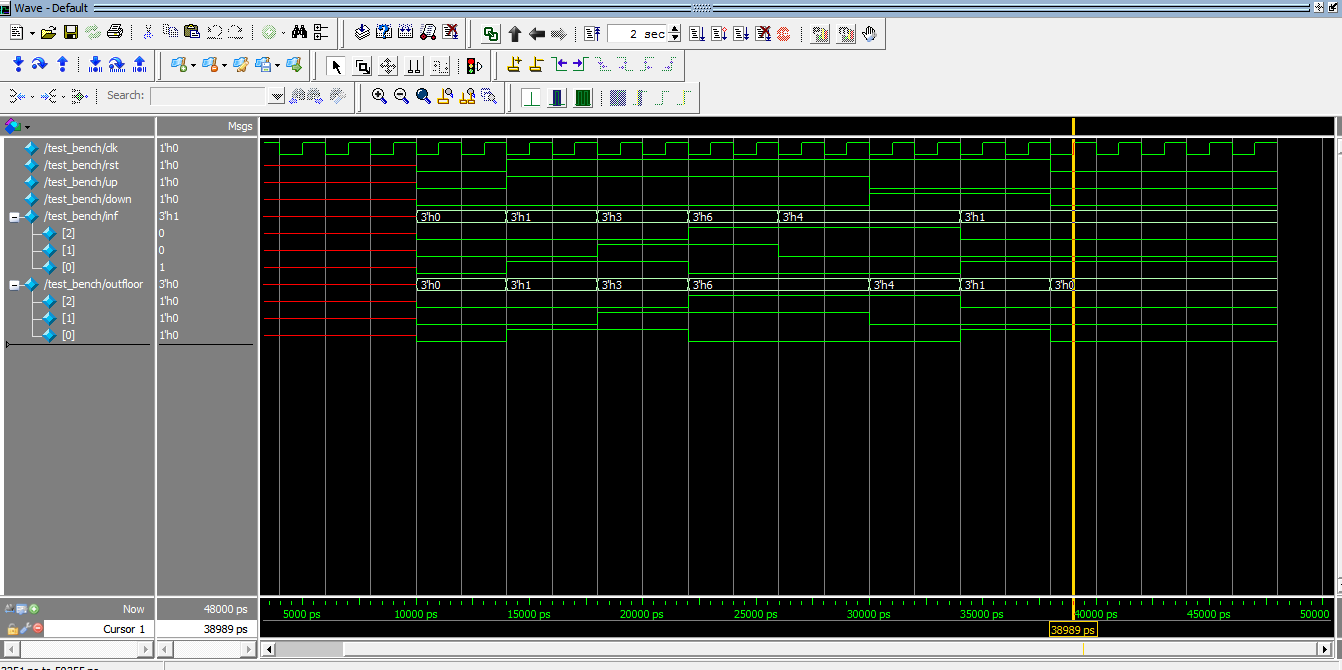 Wave - Default
2 sec
Search:
Msgs
/test_bench/clk 1'h0
/test_bench/rst 1'h0
/test_bench/up 1'h0
/test_bench/down 1'h0
/test_bench/inf 3'h1 3'h0 3'h1 3'h3 3'h6 3'h4 3'h1
[2] 0
[1] 0
[0] 1
/test_bench/outfloor 3'h0 3'h0 3'h1 3'h3 3'h6 3'h4 3'h1 3'h0
[2] 1'h0
[1] 1'h0
[0] 1'h0
Now 48000 ps 5000 ps 10000 ps 15000 ps 20000 ps 25000 ps 30000 ps 35000 ps 40000 ps 45000 ps 50000
Cursor 1 38989 ps 38989 ps